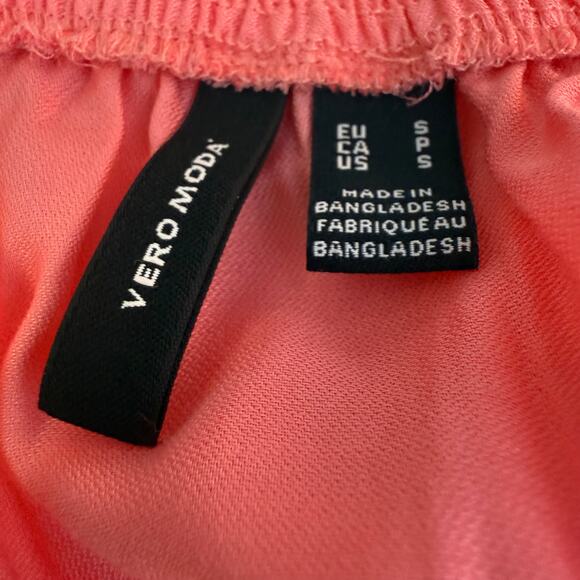 VERO MODA
EU S
CA P
US S
MADE IN
BANGLADESH
FABRIQUÉ AU
BANGLADESH